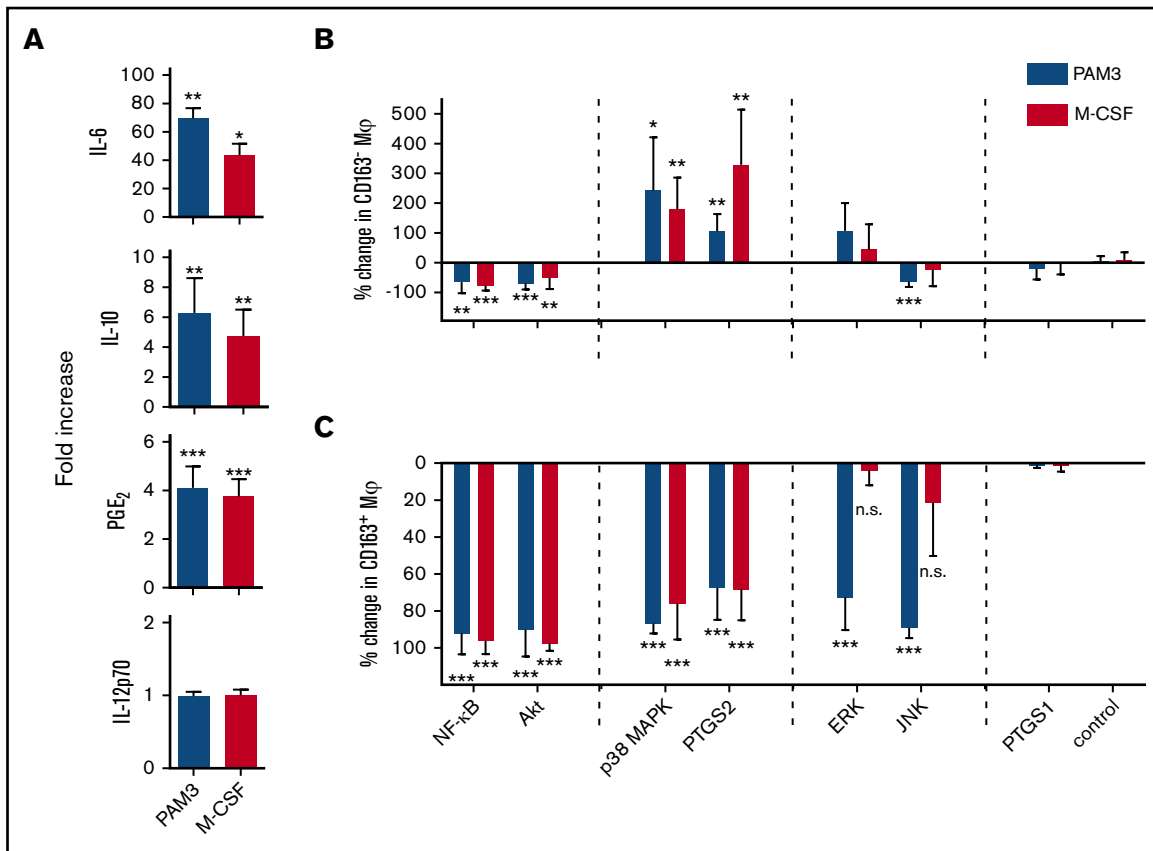 A
Fold increase
IL-6
100
80
60
40
20
0
**
*
IL-10
10
8
6
4
2
0
**
**
PGE2
6
4
2
0
***
***
IL-12p70
2
1
0
PAM3
M-CSF
B
PAM3
M-CSF
% change in CD163- Mφ
500
400
300
200
100
0
-100
**
***
***
**
*
**
**
**
***
C
% change in CD163+ Mφ
0
20
40
60
80
100
***
***
***
***
***
***
***
***
***
n.s.
***
n.s.
NF-κB
Akt
p38 MAPK
PTGS2
ERK
JNK
PTGS1
control